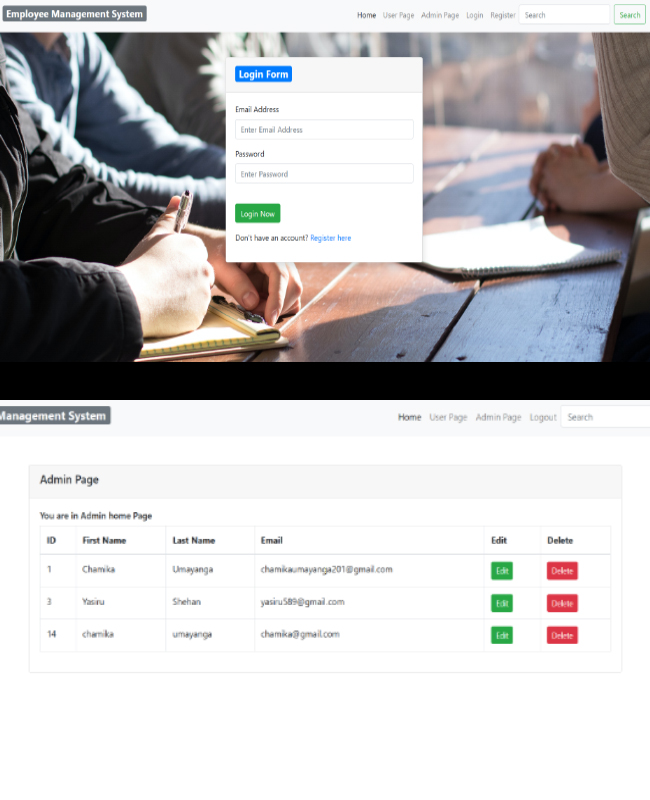 Employee Management System Home User Page Admin Page Login Register Search Search
Login Form
Email Address
Enter Email Address
Password
Enter Password
Login Now
Don't have an account? Register here
Management System Home User Page Admin Page Logout Search
Admin Page
You are in Admin home Page
ID First Name Last Name Email Edit Delete
1 Chamika Umayanga chamikaumayanga201@gmail.com Edit Delete
3 Yasiru Shehan yasiru589@gmail.com Edit Delete
14 chamika umayanga chamika@gmail.com Edit Delete